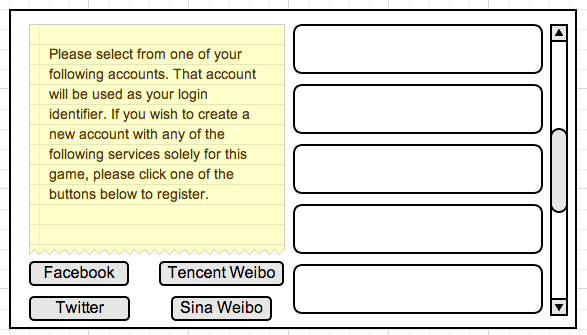 Please select from one of your
following accounts. That account
will be used as your login
identifier. If you wish to create a
new account with any of the
following services solely for this
game, please click one of the
buttons below to register.
Facebook
Tencent Weibo
Twitter
Sina Weibo